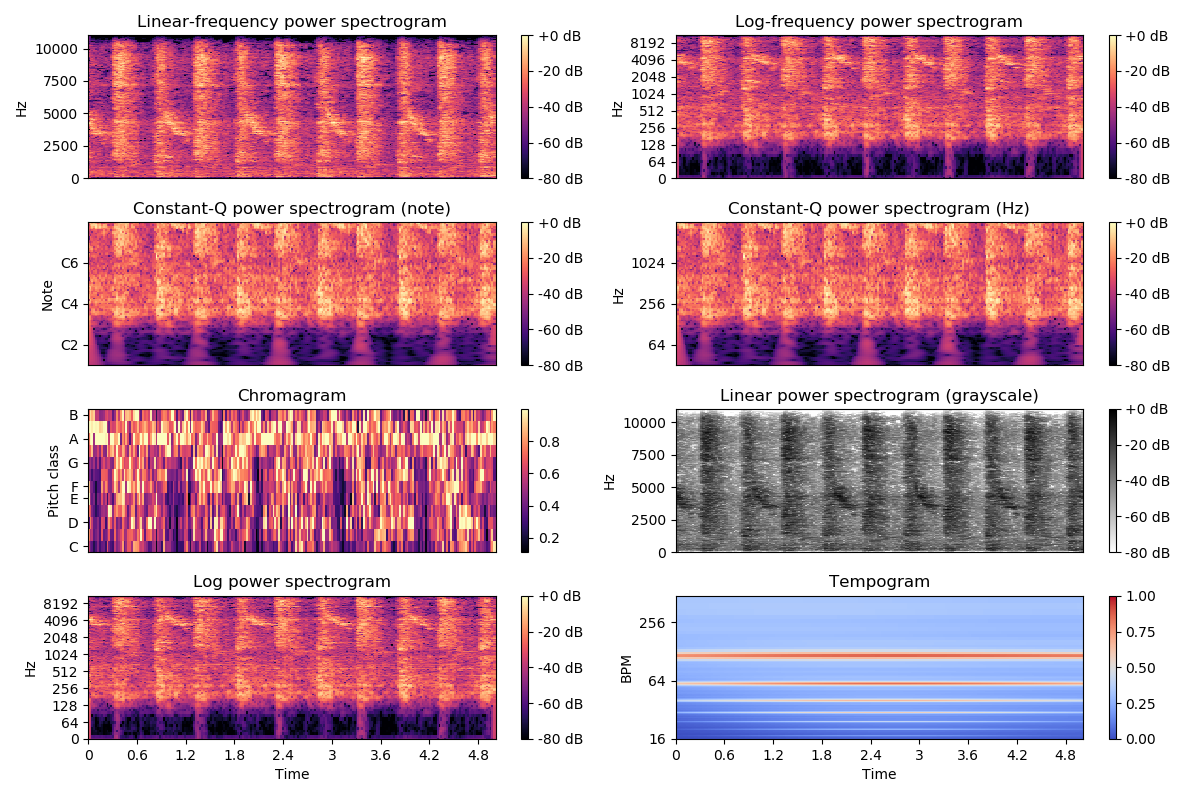 Linear-frequency power spectrogram
Hz
10000
7500
5000
2500
0
+0 dB
-20 dB
-40 dB
-60 dB
-80 dB
Log-frequency power spectrogram
Hz
8192
4096
2048
1024
512
256
128
64
0
+0 dB
-20 dB
-40 dB
-60 dB
-80 dB
Constant-Q power spectrogram (note)
Note
C6
C4
C2
+0 dB
-20 dB
-40 dB
-60 dB
-80 dB
Constant-Q power spectrogram (Hz)
Hz
1024
256
64
+0 dB
-20 dB
-40 dB
-60 dB
-80 dB
Chromagram
Pitch class
B
A
G
F
E
D
C
0.8
0.6
0.4
0.2
Linear power spectrogram (grayscale)
Hz
10000
7500
5000
2500
0
+0 dB
-20 dB
-40 dB
-60 dB
-80 dB
Log power spectrogram
Hz
8192
4096
2048
1024
512
256
128
64
0
0 0.6 1.2 1.8 2.4 3 3.6 4.2 4.8
Time
+0 dB
-20 dB
-40 dB
-60 dB
-80 dB
Tempogram
BPM
256
64
16
0 0.6 1.2 1.8 2.4 3 3.6 4.2 4.8
Time
1.00
0.75
0.50
0.25
0.00